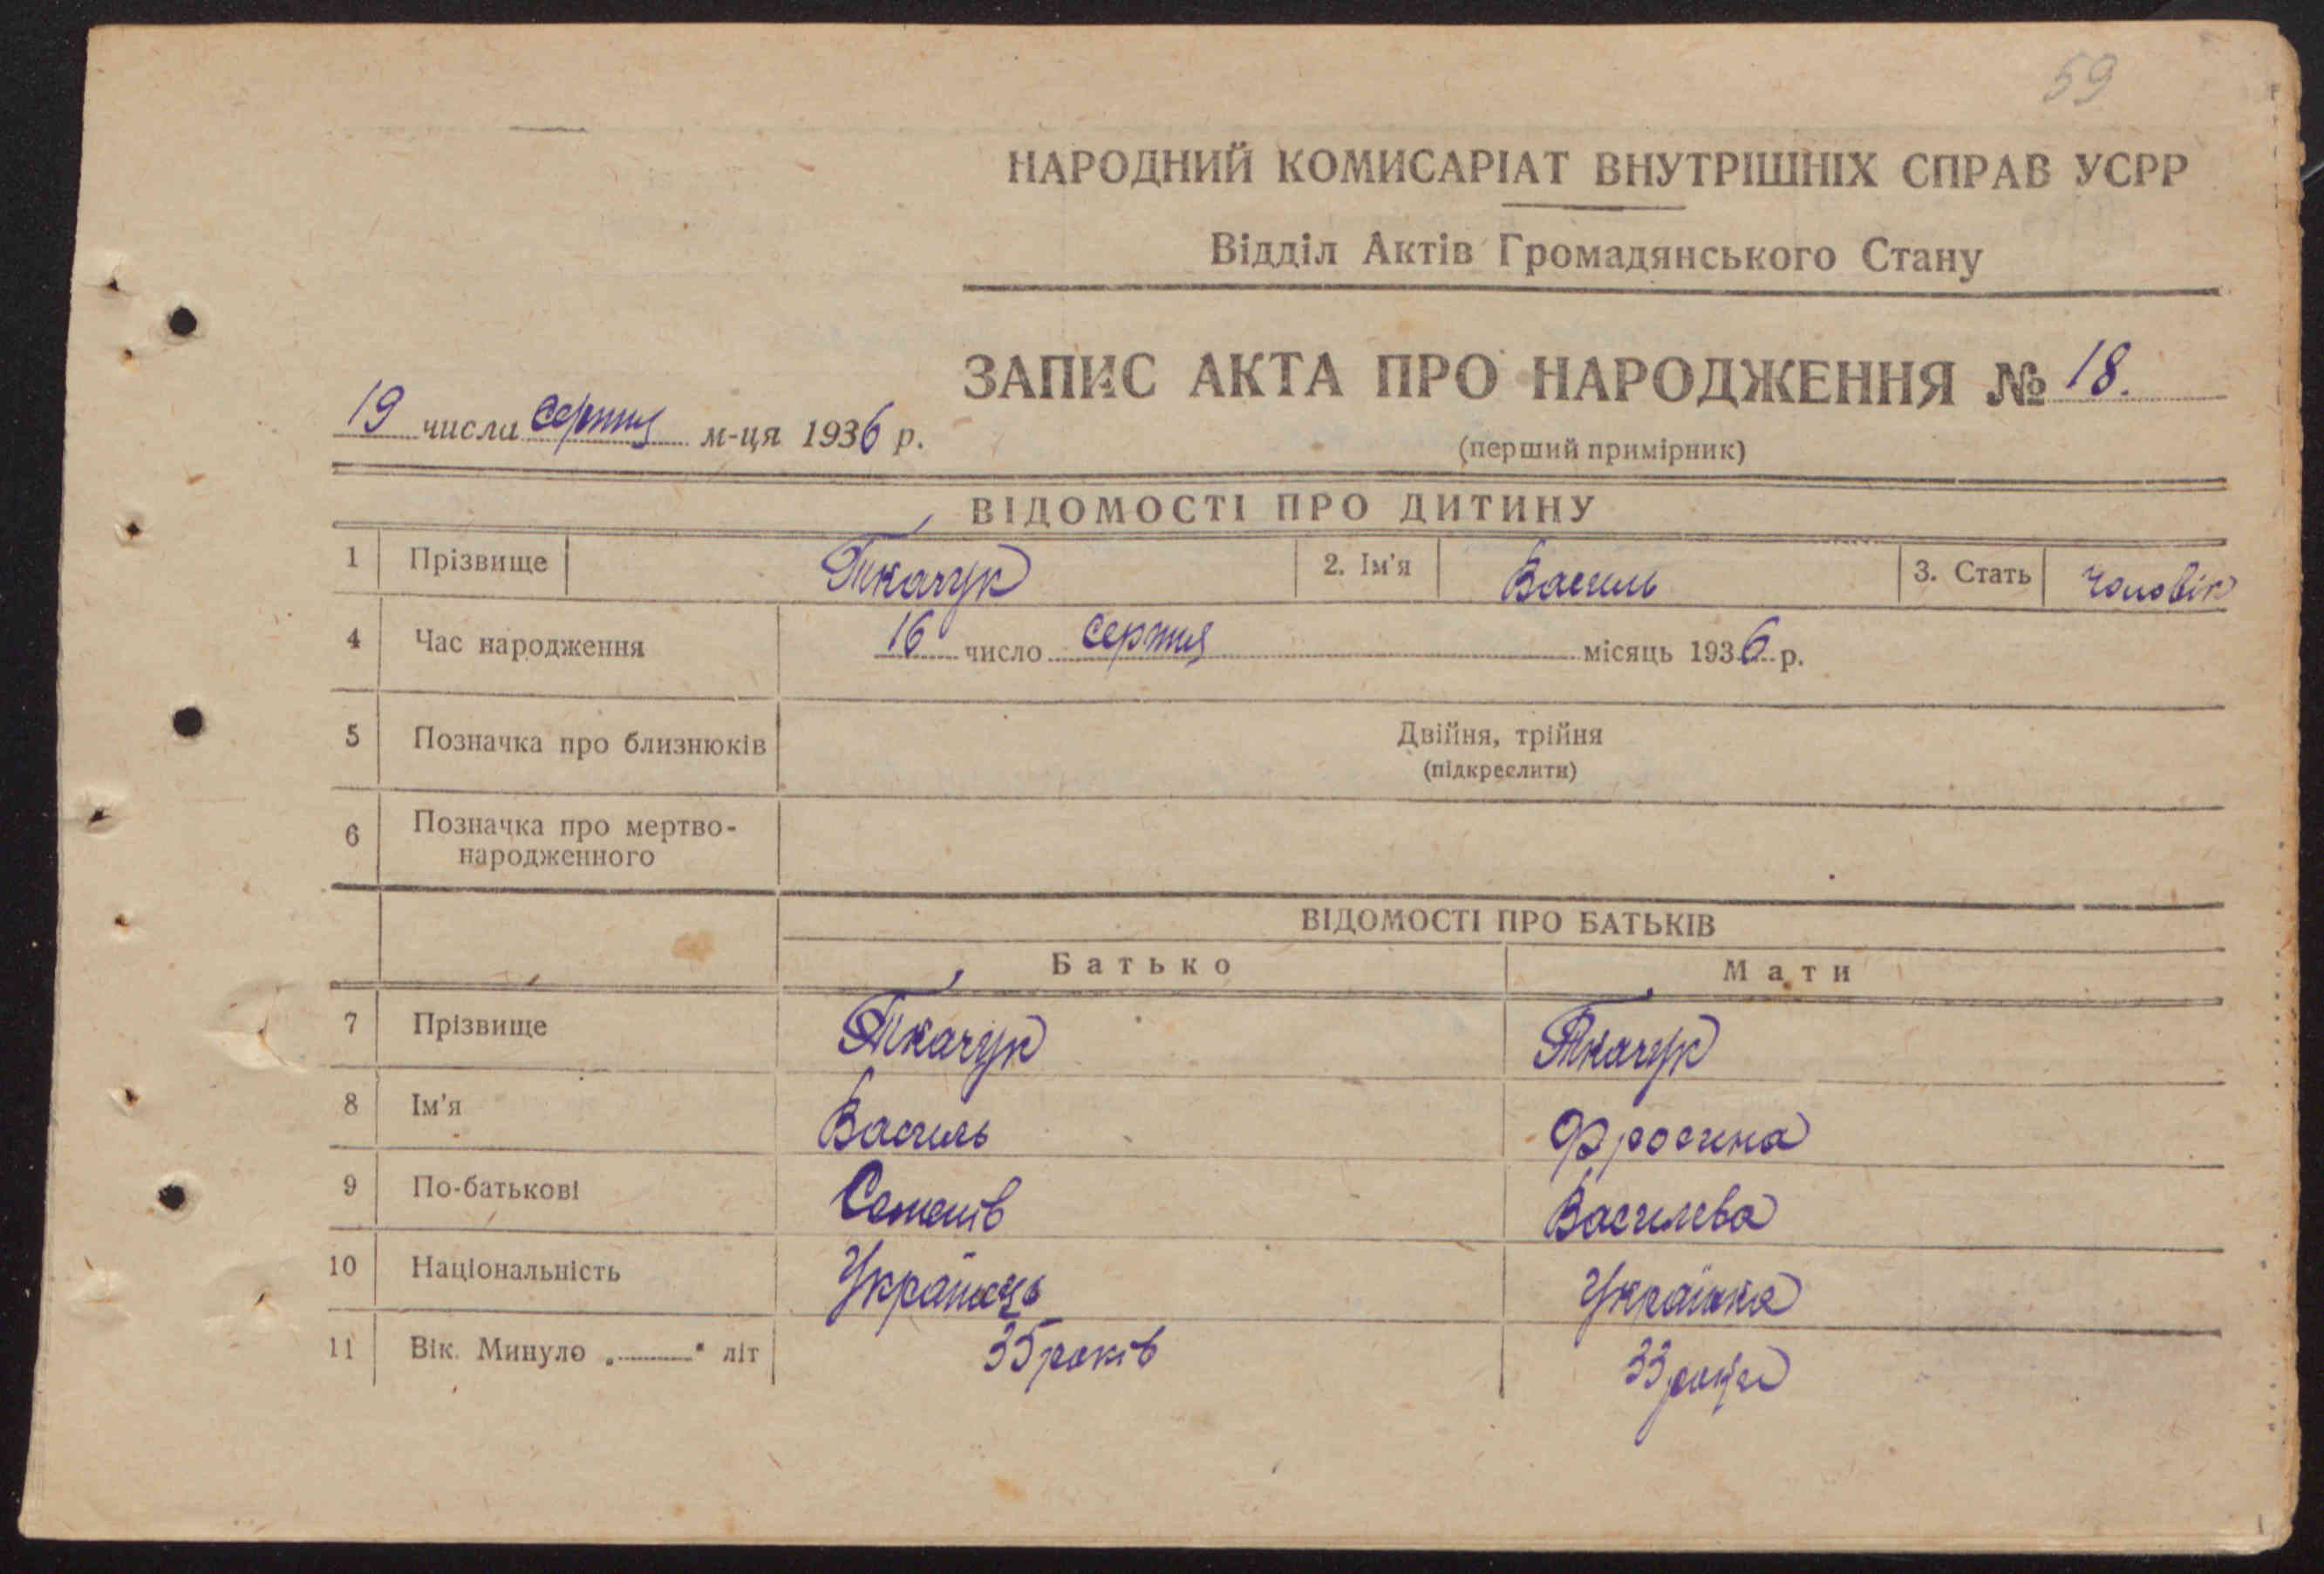 59
НАРОДНИЙ КОМИСАРІАТ ВНУТРІШНІХ СПРАВ УСРР
Відділ Актів Громадянського Стану
ЗАПИС АКТА ПРО НАРОДЖЕННЯ № 18.
19 числа серпня м-ця 1936 р.
(перший примірник)
ВІДОМОСТІ ПРО ДИТИНУ
1 Прізвище Ткачук 2. Ім'я Василь 3. Стать чоловік
4 Час народження 16 число серпня місяць 1936 р.
5 Позначка про близнюків Двійня, трійня
(підкреслити)
6 Позначка про мертво-
народженного
ВІДОМОСТІ ПРО БАТЬКІВ
Батько Мати
7 Прізвище Ткачук Ткачук
8 Ім'я Василь Фросина
9 По-батькові Семенів Василева
10 Національність Українець Українка
11 Вік. Минуло „ " літ 35 років 33 роки